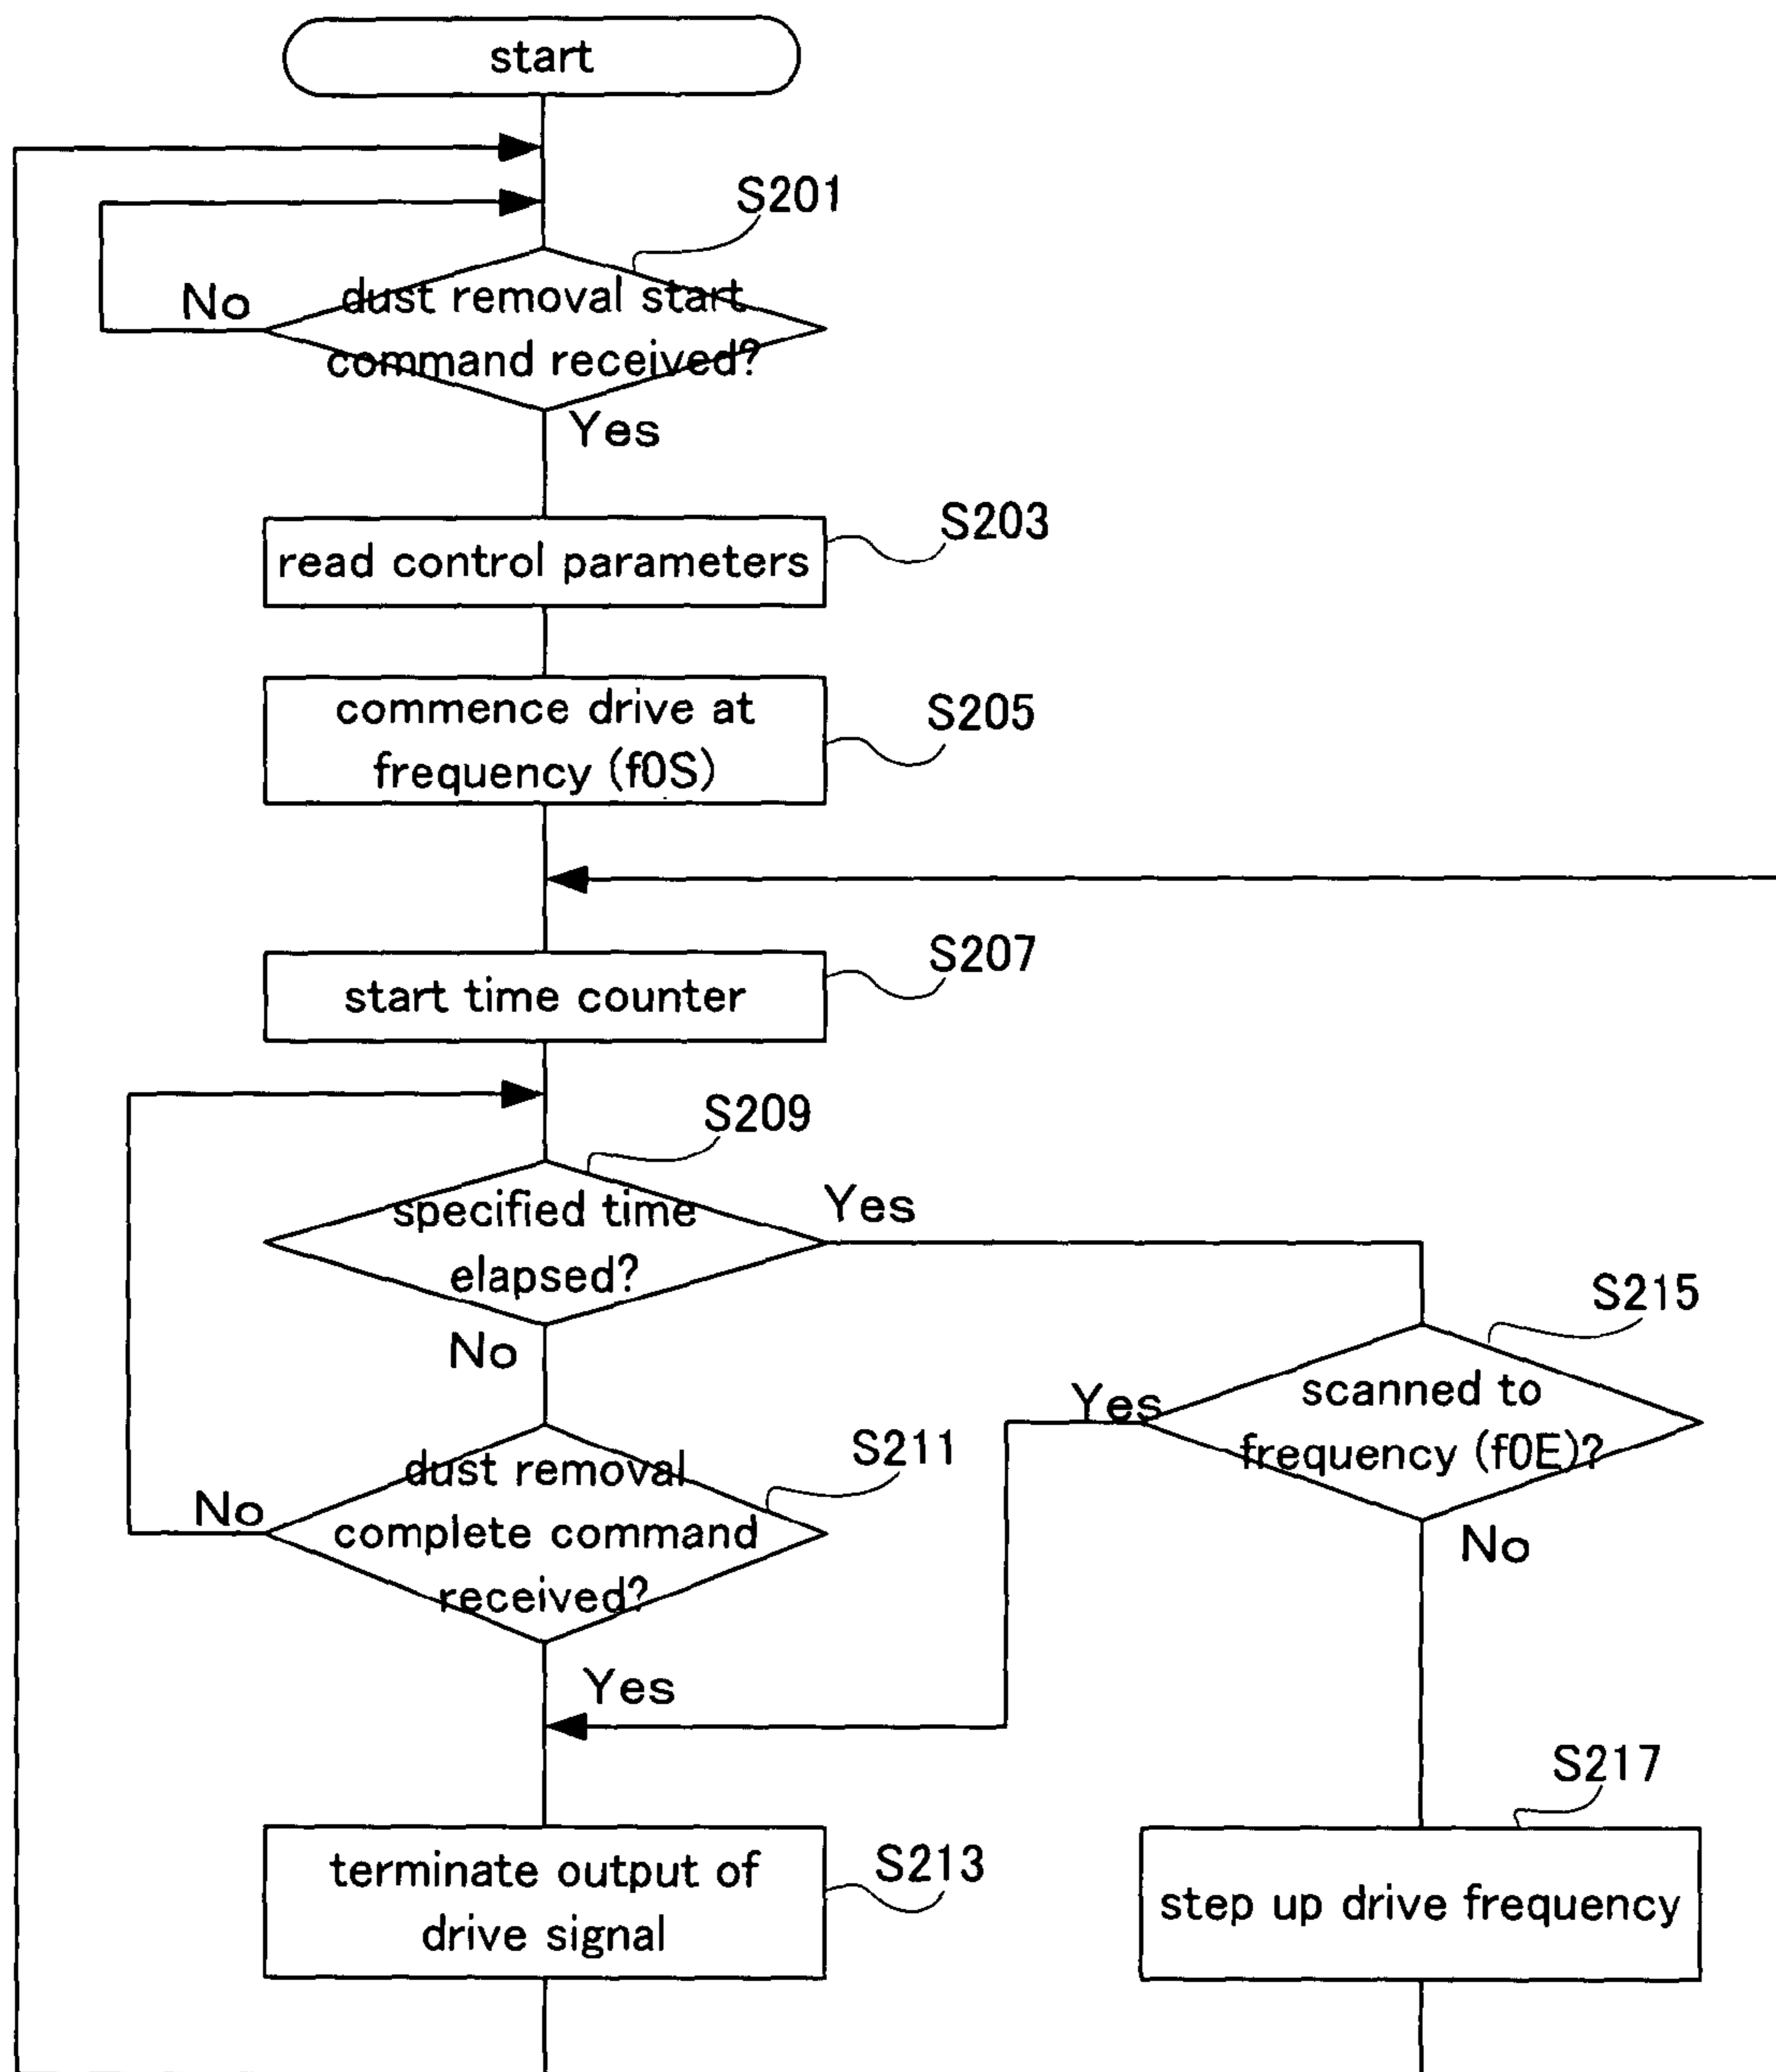 start
S201
No
dust removal start
command received?
Yes
S203
read control parameters
S205
commence drive at
frequency (f0S)
S207
start time counter
S209
specified time
elapsed?
Yes
No
S215
scanned to
frequency (f0E)?
Yes
No
S211
dust removal
complete command
received?
No
Yes
S213
terminate output of
drive signal
S217
step up drive frequency